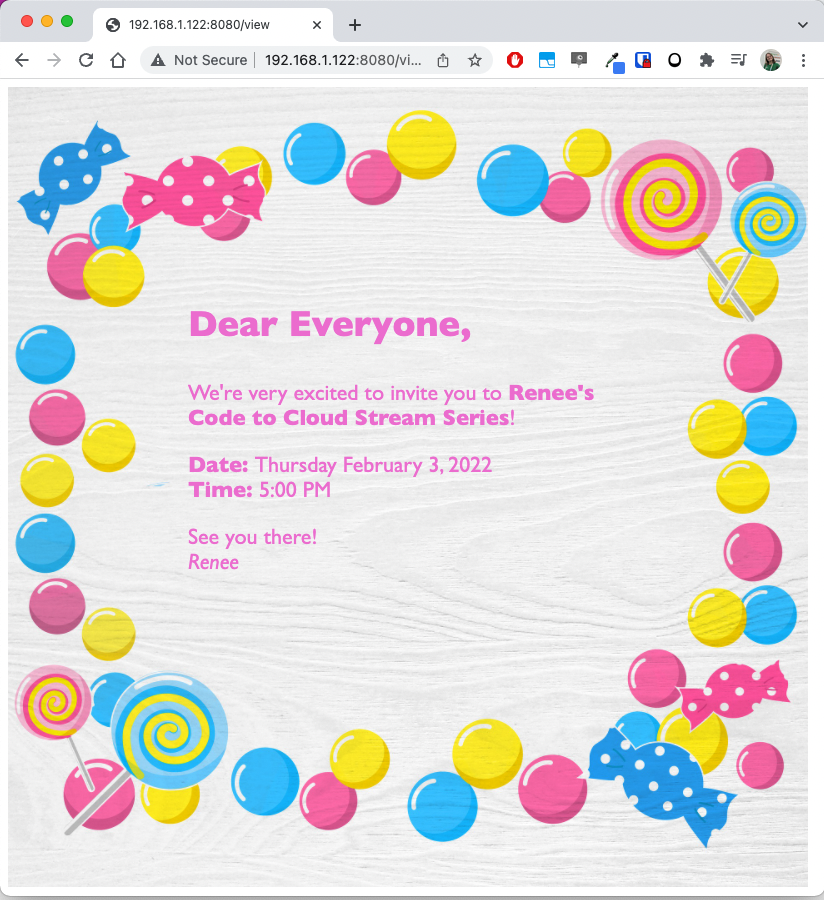 192.168.1.122:8080/view
Not Secure
192.168.1.122:8080/vi...
Dear Everyone,
We're very excited to invite you to Renee's
Code to Cloud Stream Series!
Date: Thursday February 3, 2022
Time: 5:00 PM
See you there!
Renee